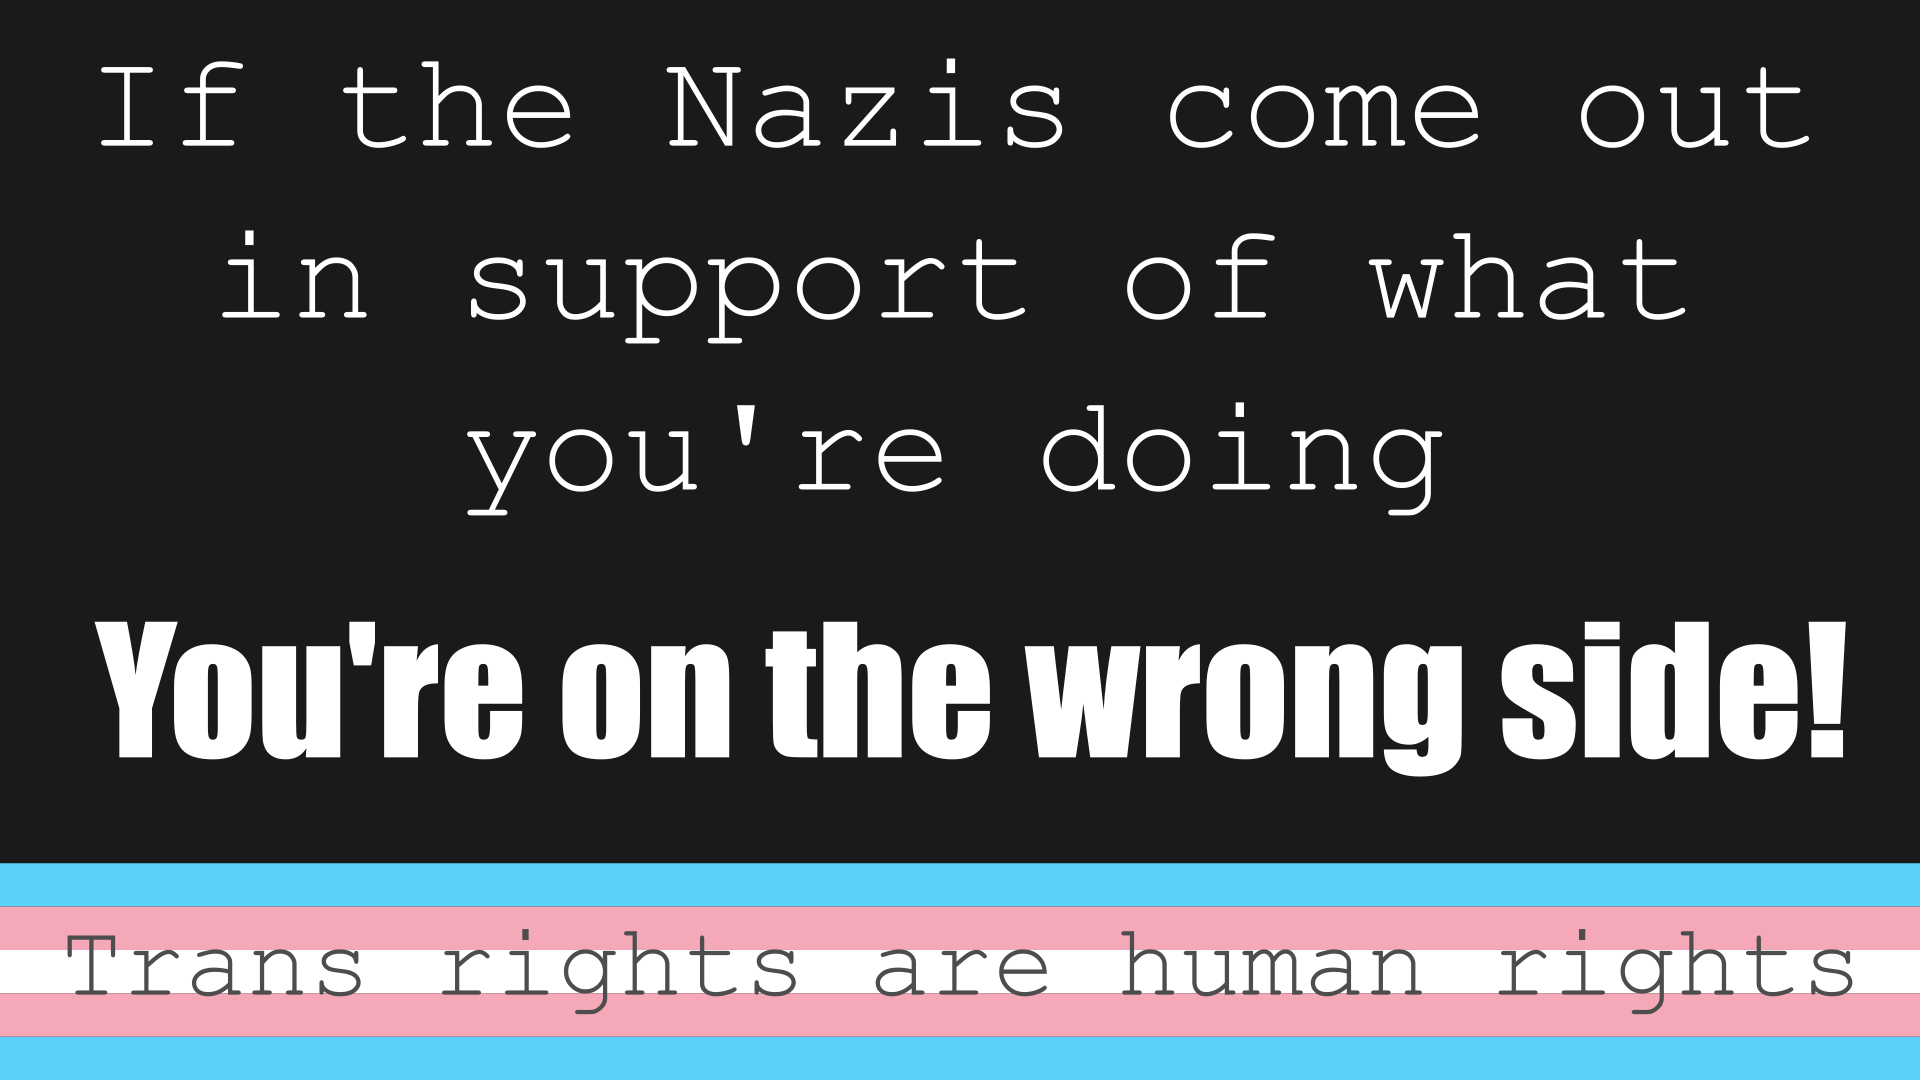 If the Nazis come out
in support of what
you're doing
You're on the wrong side!
Trans rights are human rights